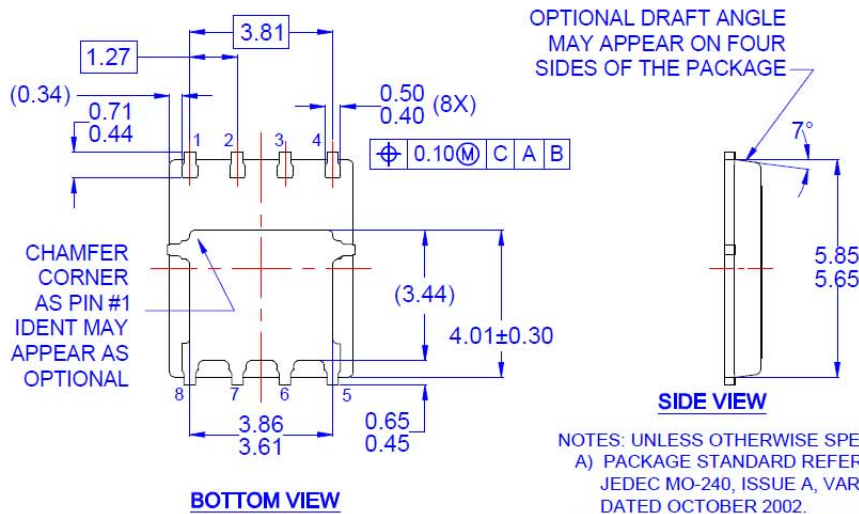 3.81
1.27
(0.34)
0.71
0.44
1
2
3
4
0.50
0.40
(8X)
⌖ 0.10Ⓜ C A B
CHAMFER
CORNER
AS PIN #1
IDENT MAY
APPEAR AS
OPTIONAL
(3.44)
4.01±0.30
8
7
6
5
3.86
3.61
0.65
0.45
BOTTOM VIEW
OPTIONAL DRAFT ANGLE
MAY APPEAR ON FOUR
SIDES OF THE PACKAGE
7°
5.85
5.65
SIDE VIEW
NOTES: UNLESS OTHERWISE SPE
A) PACKAGE STANDARD REFER
JEDEC MO-240, ISSUE A, VAR
DATED OCTOBER 2002.